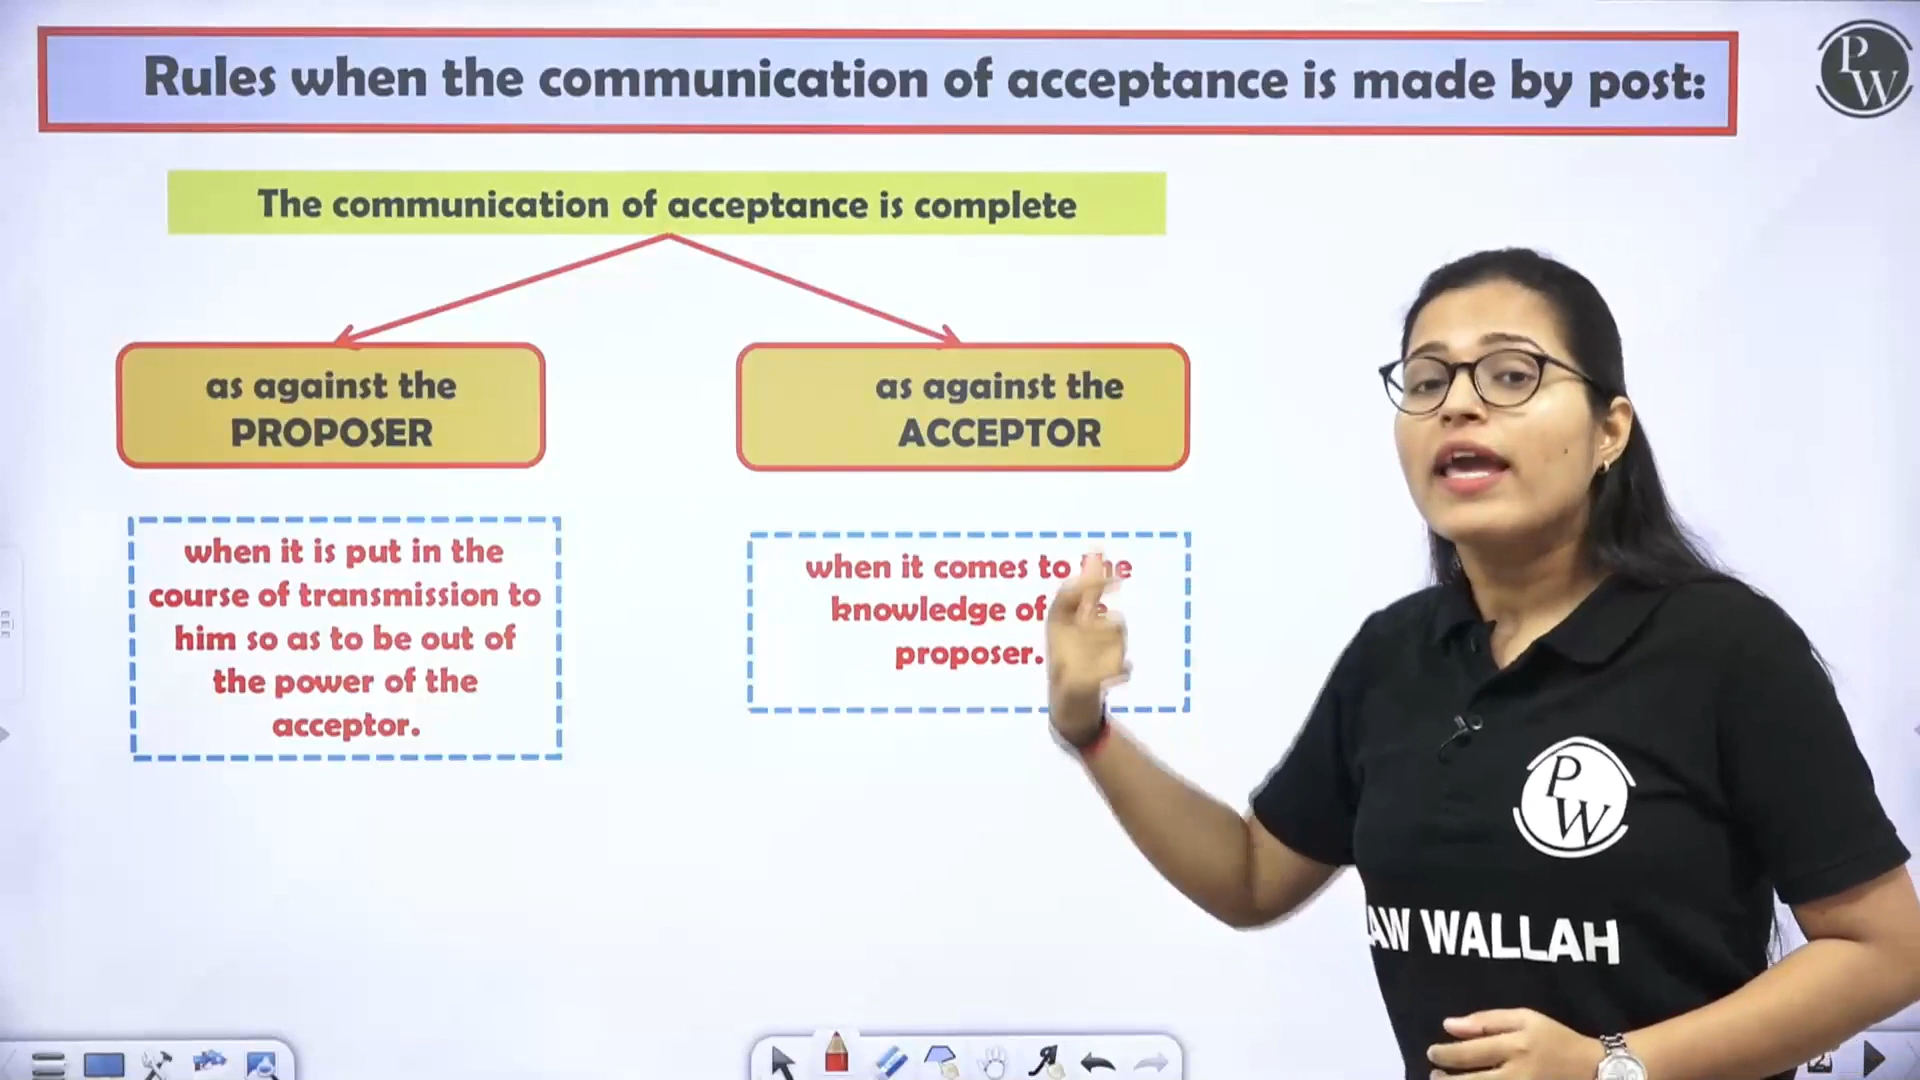 Rules when the communication of acceptance is made by post:
P
W
The communication of acceptance is complete
as against the
PROPOSER
as against the
ACCEPTOR
when it is put in the
course of transmission to
him so as to be out of
the power of the
acceptor.
when it comes to
knowledge of
proposer.
P
W
WALLAH